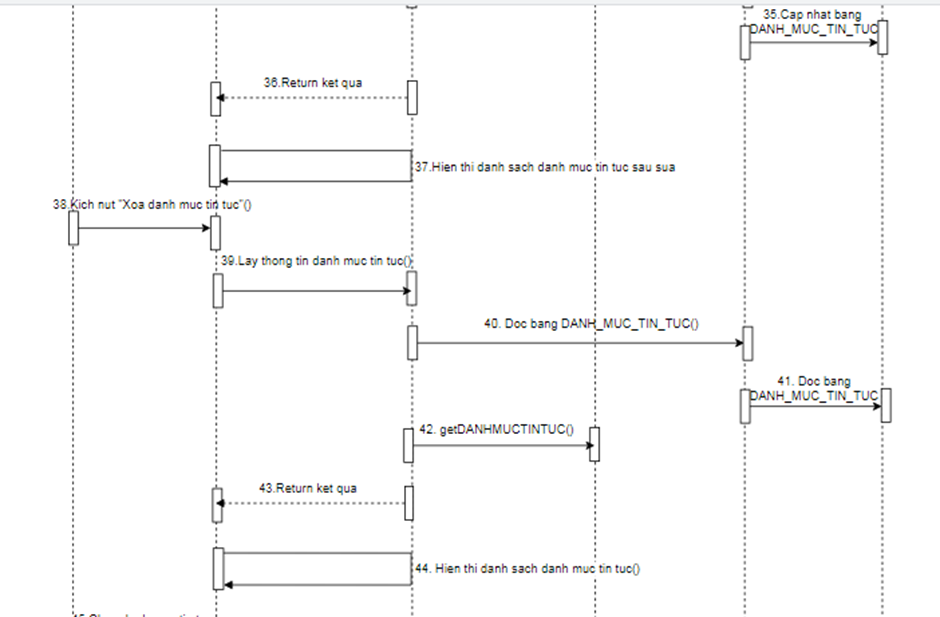 35.Cap nhat bang
DANH_MUC_TIN_TUC
36.Return ket qua
37.Hien thi danh sach danh muc tin tuc sau sua
38.Kich nut "Xoa danh muc tin tuc"()
39.Lay thong tin danh muc tin tuc()
40. Doc bang DANH_MUC_TIN_TUC()
41. Doc bang
DANH_MUC_TIN_TUC
42. getDANHMUCTINTUC()
43.Return ket qua
44. Hien thi danh sach danh muc tin tuc()